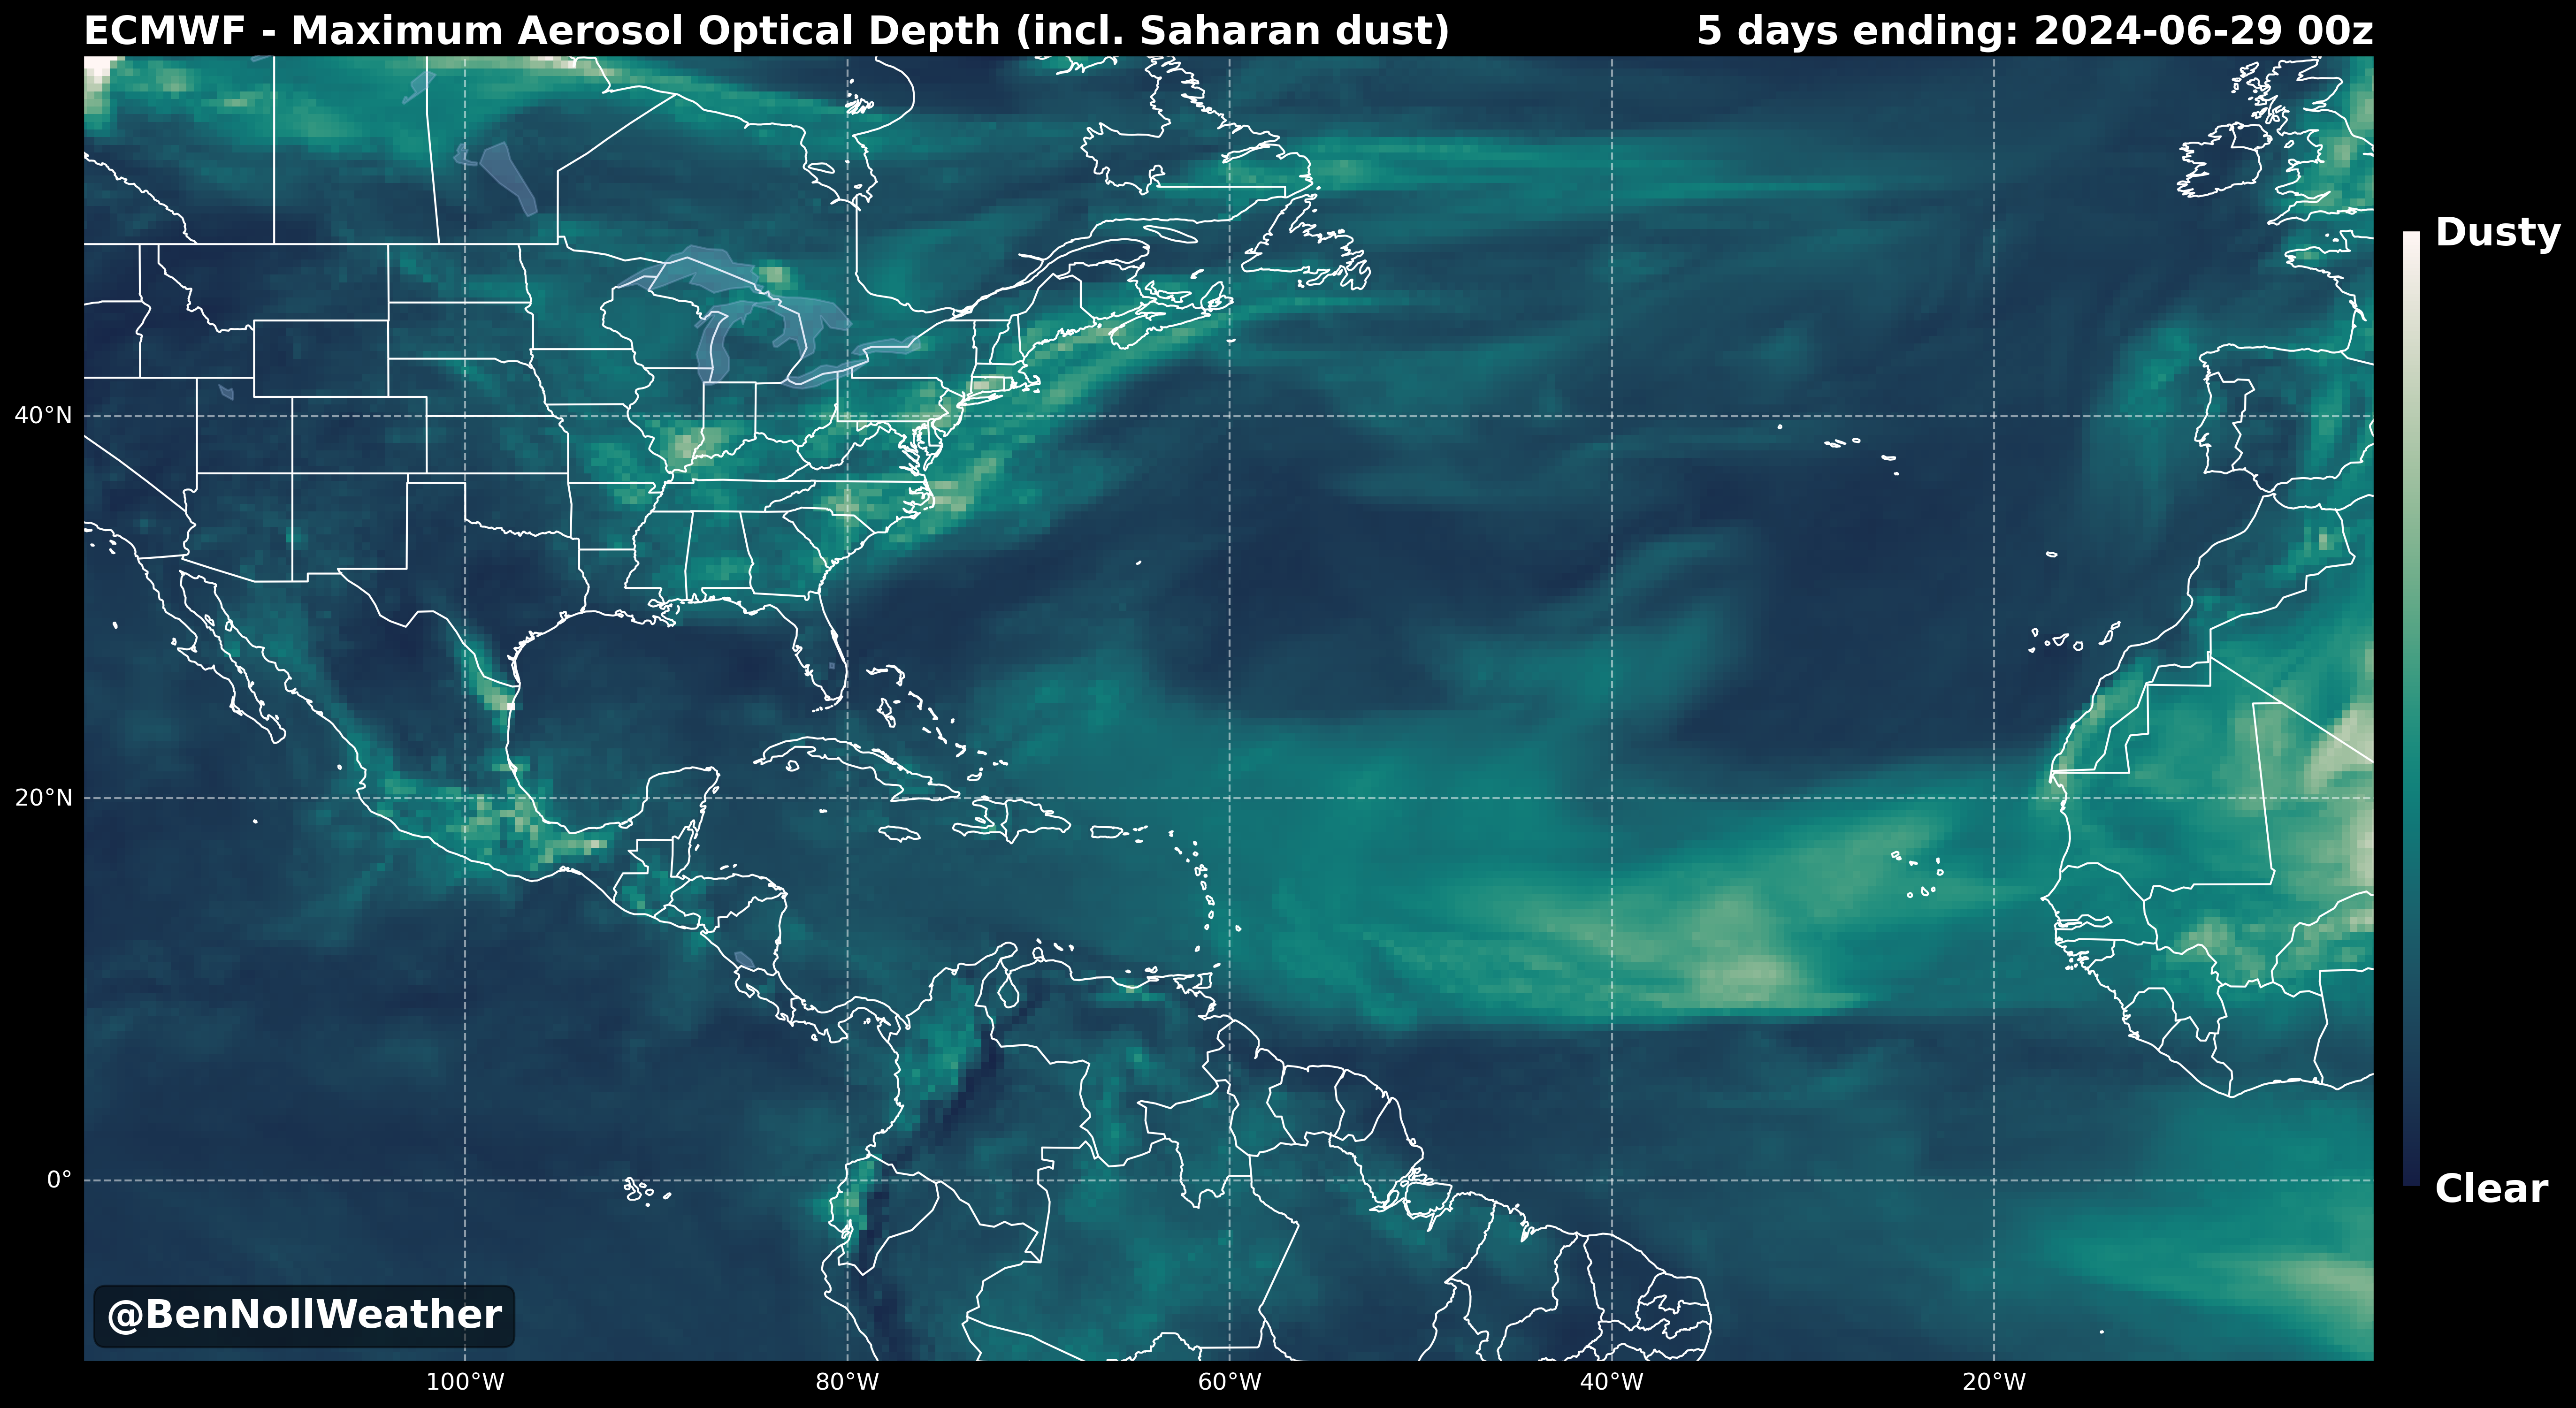 ECMWF - Maximum Aerosol Optical Depth (incl. Saharan dust)
5 days ending: 2024-06-29 00z
Dusty
40°N
20°N
0°
Clear
@BenNollWeather
100°W
80°W
60°W
40°W
20°W